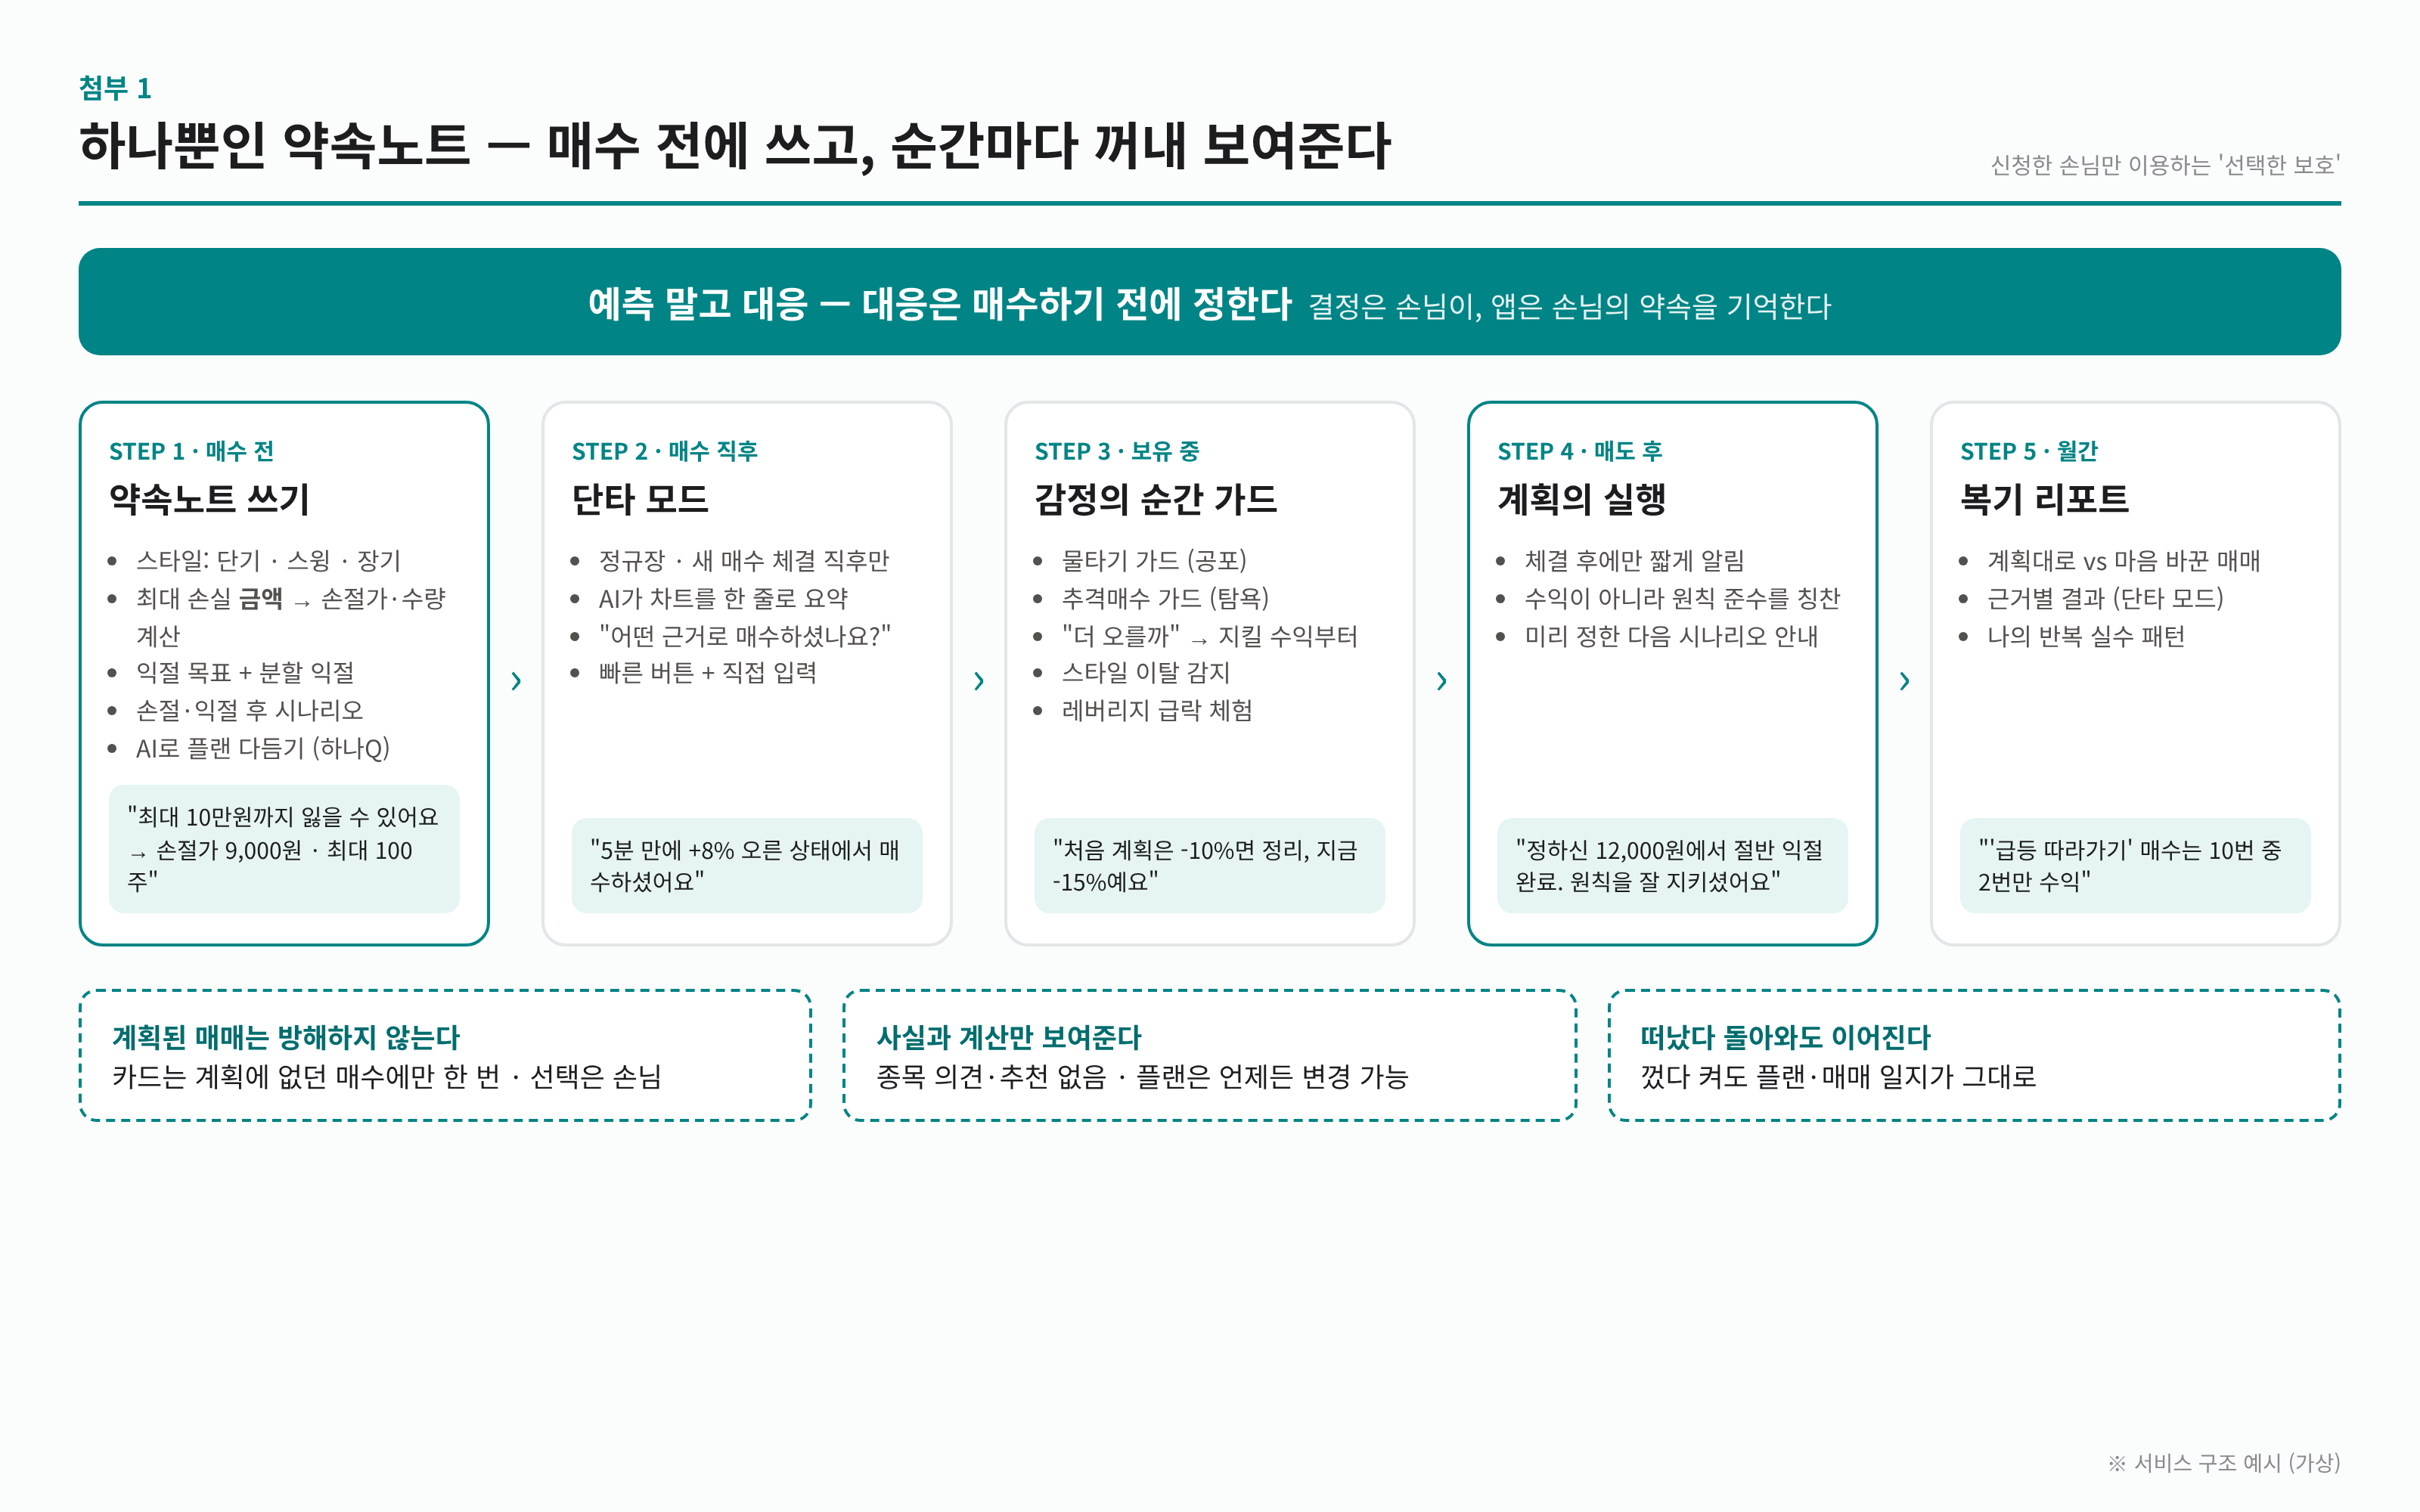 첨부 1
하나뿐인 약속노트 — 매수 전에 쓰고, 순간마다 꺼내 보여준다
신청한 손님만 이용하는 '선택한 보호'
예측 말고 대응 — 대응은 매수하기 전에 정한다 결정은 손님이, 앱은 손님의 약속을 기억한다
STEP 1 · 매수 전
약속노트 쓰기
• 스타일: 단기 · 스윙 · 장기
• 최대 손실 금액 → 손절가·수량
계산
• 익절 목표 + 분할 익절
• 손절·익절 후 시나리오
• AI로 플랜 다듬기 (하나Q)
"최대 10만원까지 잃을 수 있어요
→ 손절가 9,000원 · 최대 100
주"
›
STEP 2 · 매수 직후
단타 모드
• 정규장 · 새 매수 체결 직후만
• AI가 차트를 한 줄로 요약
• "어떤 근거로 매수하셨나요?"
• 빠른 버튼 + 직접 입력
"5분 만에 +8% 오른 상태에서 매
수하셨어요"
›
STEP 3 · 보유 중
감정의 순간 가드
• 물타기 가드 (공포)
• 추격매수 가드 (탐욕)
• "더 오를까" → 지킬 수익부터
• 스타일 이탈 감지
• 레버리지 급락 체험
"처음 계획은 -10%면 정리, 지금
-15%예요"
›
STEP 4 · 매도 후
계획의 실행
• 체결 후에만 짧게 알림
• 수익이 아니라 원칙 준수를 칭찬
• 미리 정한 다음 시나리오 안내
"정하신 12,000원에서 절반 익절
완료. 원칙을 잘 지키셨어요"
›
STEP 5 · 월간
복기 리포트
• 계획대로 vs 마음 바꾼 매매
• 근거별 결과 (단타 모드)
• 나의 반복 실수 패턴
"'급등 따라가기' 매수는 10번 중
2번만 수익"
계획된 매매는 방해하지 않는다
카드는 계획에 없던 매수에만 한 번 · 선택은 손님
사실과 계산만 보여준다
종목 의견·추천 없음 · 플랜은 언제든 변경 가능
떠났다 돌아와도 이어진다
껐다 켜도 플랜·매매 일지가 그대로
※ 서비스 구조 예시 (가상)